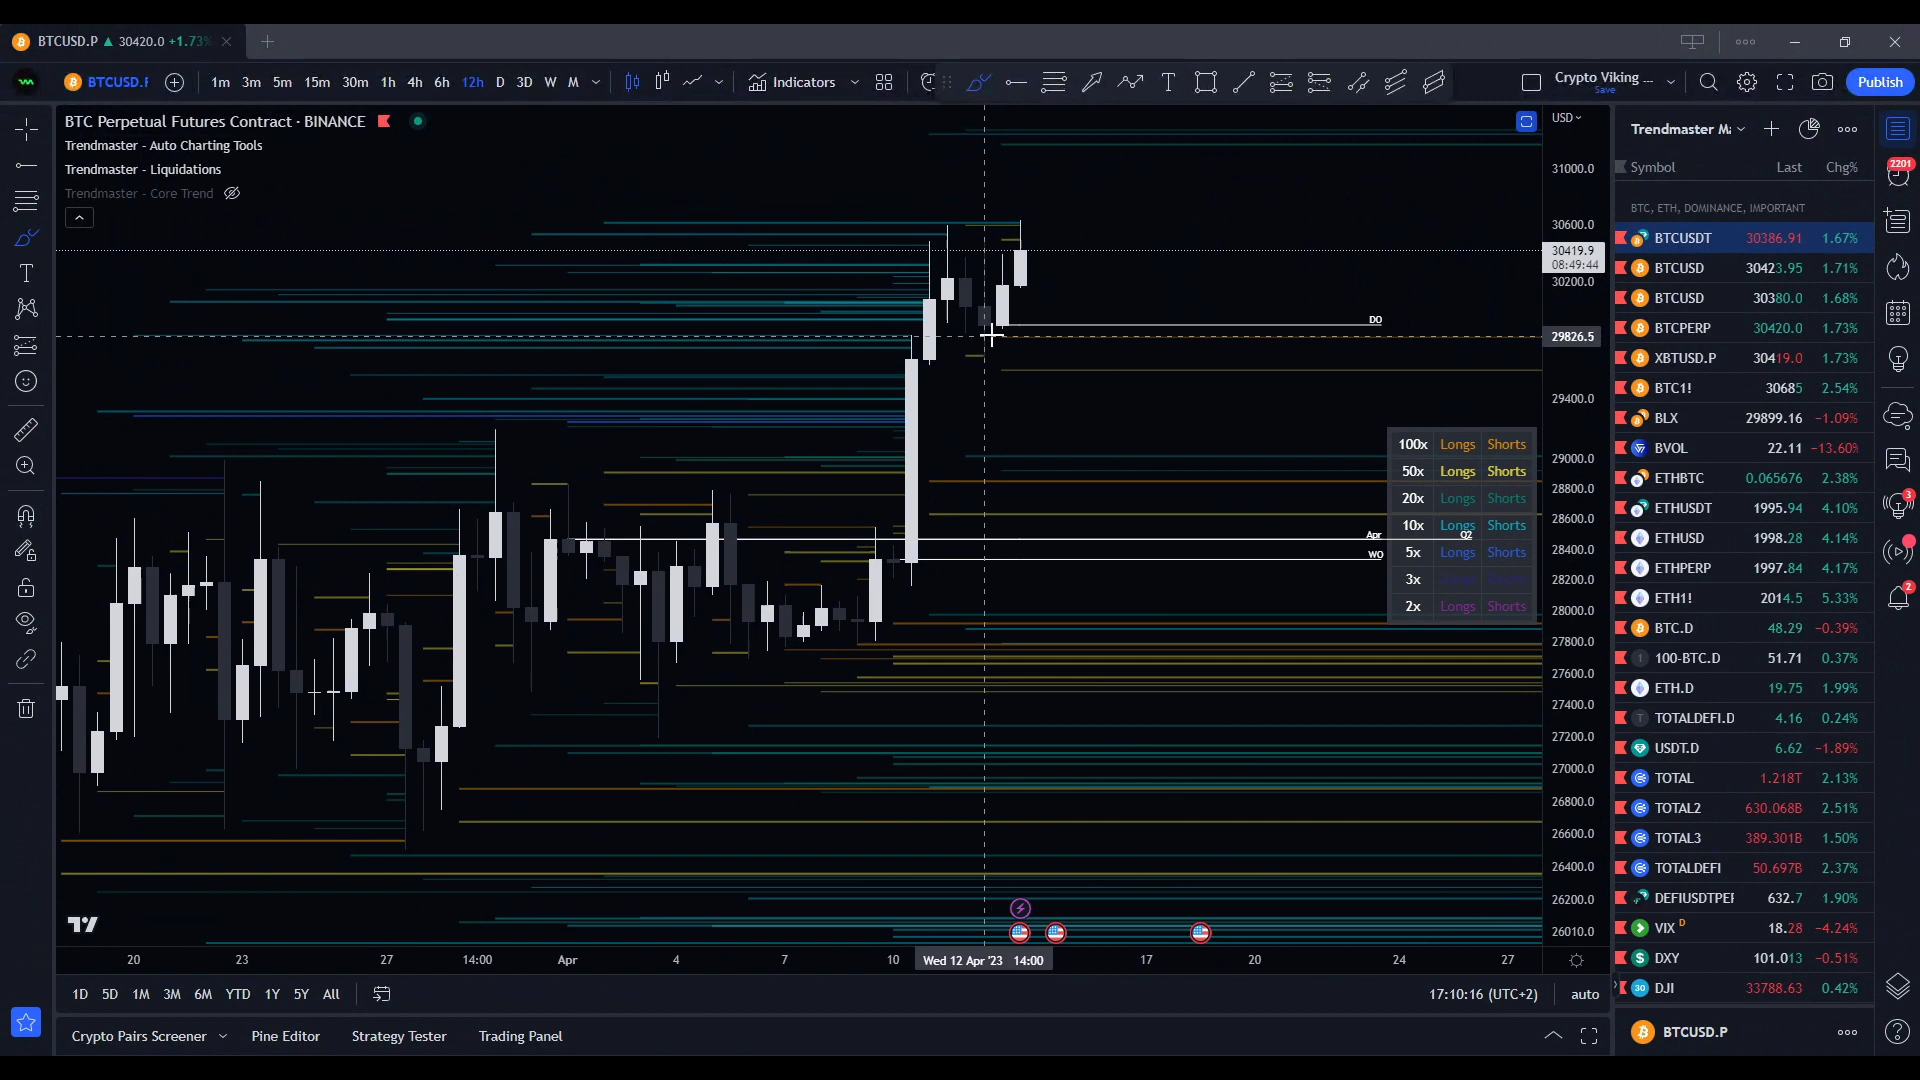 BTCUSD.P ▲ 30420.0 +1.73%
BTCUSD.P
1m 3m 5m 15m 30m 1h 4h 6h 12h D 3D W M
Indicators
Crypto Viking ...
Save
Publish
BTC Perpetual Futures Contract · BINANCE
Trendmaster - Auto Charting Tools
Trendmaster - Liquidations
Trendmaster - Core Trend
USD
31000.0
30600.0
30419.9
08:49:44
30200.0
29826.5
29400.0
29000.0
28800.0
28600.0
28400.0
28200.0
28000.0
27800.0
27600.0
27400.0
27200.0
27000.0
26800.0
26600.0
26400.0
26200.0
26010.0
DO
Apr
Q2
WO
100x Longs Shorts
50x Longs Shorts
20x Longs Shorts
10x Longs Shorts
5x Longs Shorts
3x Longs Shorts
2x Longs Shorts
20 23 27 14:00 Apr 4 7 10 Wed 12 Apr '23 14:00 17 20 24 27
1D 5D 1M 3M 6M YTD 1Y 5Y All
17:10:16 (UTC+2) auto
Crypto Pairs Screener Pine Editor Strategy Tester Trading Panel
Trendmaster Ma
Symbol Last Chg%
BTC, ETH, DOMINANCE, IMPORTANT
BTCUSDT 30386.91 1.67%
BTCUSD 30423.95 1.71%
BTCUSD 30380.0 1.68%
BTCPERP 30420.0 1.73%
XBTUSD.P 30419.0 1.73%
BTC1! 30685 2.54%
BLX 29899.16 −1.09%
BVOL 22.11 −13.60%
ETHBTC 0.065676 2.38%
ETHUSDT 1995.94 4.10%
ETHUSD 1998.28 4.14%
ETHPERP 1997.84 4.17%
ETH1! 2014.5 5.33%
BTC.D 48.29 −0.39%
100-BTC.D 51.71 0.37%
ETH.D 19.75 1.99%
TOTALDEFI.D 4.16 0.24%
USDT.D 6.62 −1.89%
TOTAL 1.218T 2.13%
TOTAL2 630.068B 2.51%
TOTAL3 389.301B 1.50%
TOTALDEFI 50.697B 2.37%
DEFIUSDTPEF 632.7 1.90%
VIX D 18.28 −4.24%
DXY 101.013 −0.51%
DJI 33788.63 0.42%
BTCUSD.P
2201
3
2